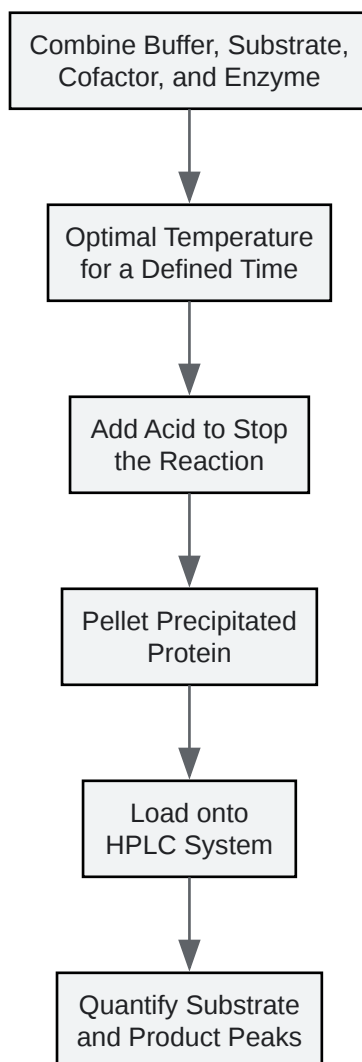 Combine Buffer, Substrate,
Cofactor, and Enzyme
Optimal Temperature
for a Defined Time
Add Acid to Stop
the Reaction
Pellet Precipitated
Protein
Load onto
HPLC System
Quantify Substrate
and Product Peaks